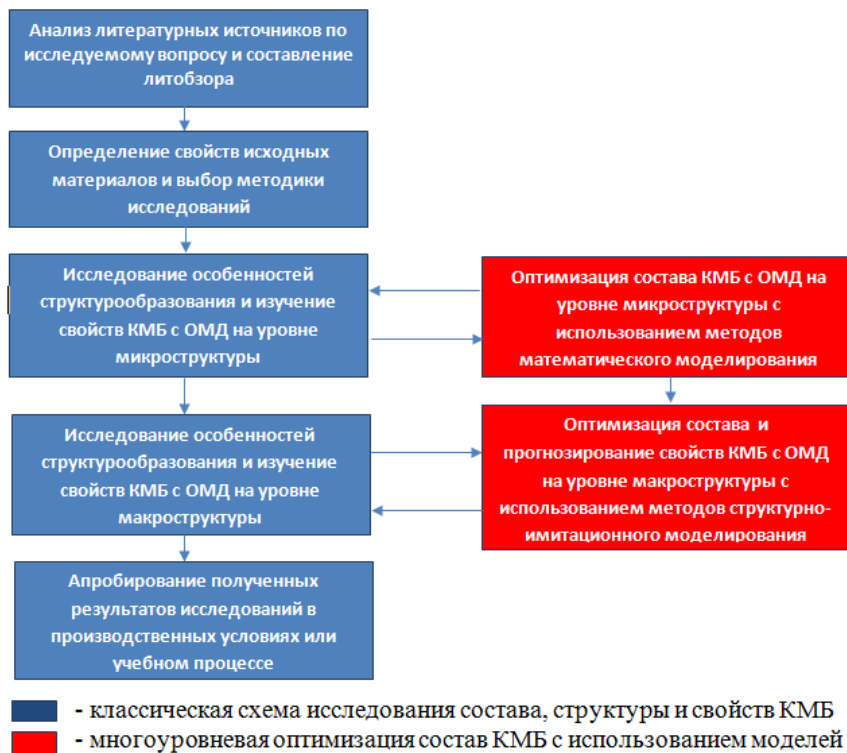 Анализ литературных источников по
исследуемому вопросу и составление
литобзора
Определение свойств исходных
материалов и выбор методики
исследований
Исследование особенностей
структурообразования и изучение
свойств КМБ с ОМД на уровне
микроструктуры
Оптимизация состава КМБ с ОМД на
уровне микроструктуры с
использованием методов
математического моделирования
Исследование особенностей
структурообразования и изучение
свойств КМБ с ОМД на уровне
макроструктуры
Оптимизация состава и
прогнозирование свойств КМБ с ОМД
на уровне макроструктуры с
использованием методов структурно-
имитационного моделирования
Апробирование полученных
результатов исследований в
производственных условиях или
учебном процессе
- классическая схема исследования состава, структуры и свойств КМБ
- многоуровневая оптимизация состав КМБ с использованием моделей